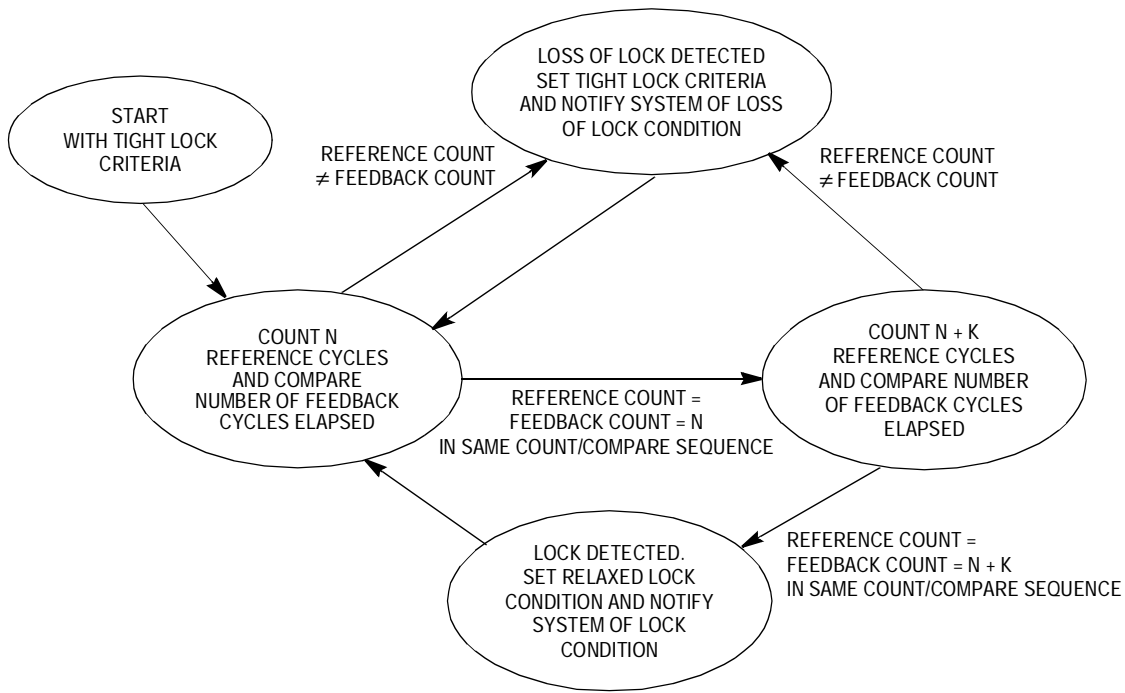 LOSS OF LOCK DETECTED
SET TIGHT LOCK CRITERIA
AND NOTIFY SYSTEM OF LOSS
OF LOCK CONDITION
START
WITH TIGHT LOCK
CRITERIA
REFERENCE COUNT
≠ FEEDBACK COUNT
REFERENCE COUNT
≠ FEEDBACK COUNT
COUNT N
REFERENCE CYCLES
AND COMPARE
NUMBER OF FEEDBACK
CYCLES ELAPSED
REFERENCE COUNT =
FEEDBACK COUNT = N
IN SAME COUNT/COMPARE SEQUENCE
COUNT N + K
REFERENCE CYCLES
AND COMPARE NUMBER
OF FEEDBACK CYCLES
ELAPSED
REFERENCE COUNT =
FEEDBACK COUNT = N + K
IN SAME COUNT/COMPARE SEQUENCE
LOCK DETECTED.
SET RELAXED LOCK
CONDITION AND NOTIFY
SYSTEM OF LOCK
CONDITION